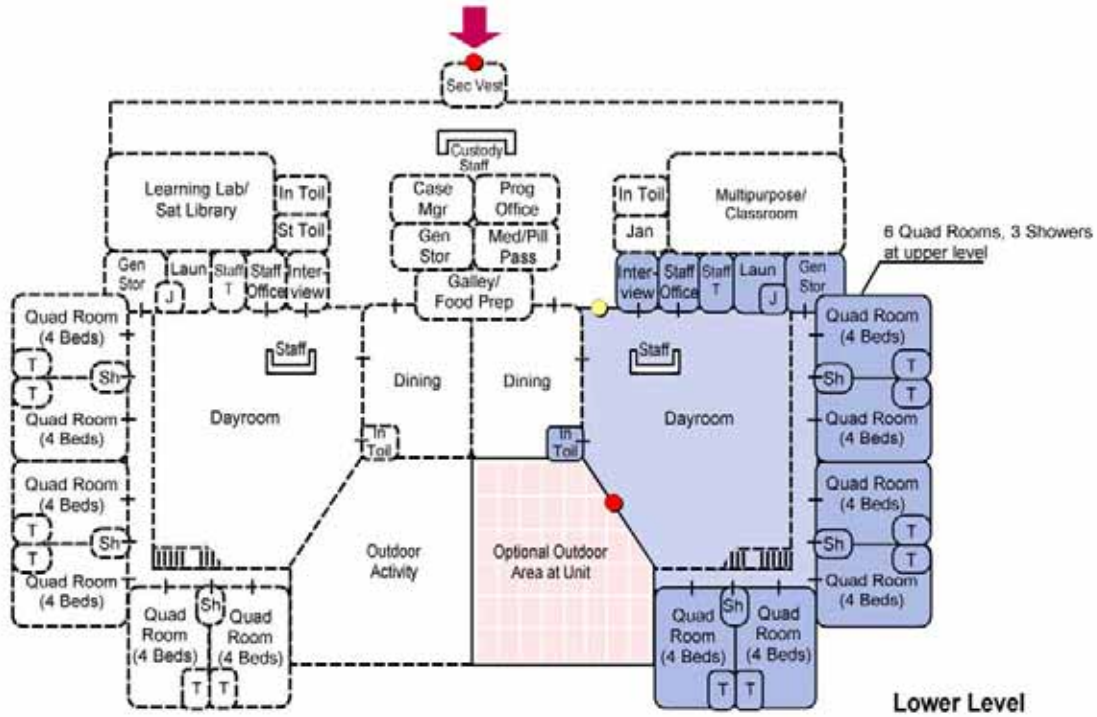 Sec Vest
Custody
Staff
Learning Lab/
Sat Library
In Toil
St Toil
Case
Mgr
Prog
Office
Gen
Stor
Med/Pill
Pass
Galley/
Food Prep
In Toil
Jan
Multipurpose/
Classroom
6 Quad Rooms, 3 Showers
at upper level
Gen
Stor
Laun
J
Staff
T
Staff
Office
Inter-
view
Inter-
view
Staff
Office
Staff
T
Laun
J
Gen
Stor
Quad Room
(4 Beds)
T
T
Sh
Quad Room
(4 Beds)
Quad Room
(4 Beds)
T
T
Sh
Quad Room
(4 Beds)
Staff
Dayroom
Dining
In
Toil
Dining
In
Toil
Staff
Dayroom
Quad Room
(4 Beds)
T
T
Sh
Quad Room
(4 Beds)
Quad Room
(4 Beds)
T
T
Sh
Quad Room
(4 Beds)
Outdoor
Activity
Optional Outdoor
Area at Unit
Quad
Room
(4 Beds)
Sh
Quad
Room
(4 Beds)
T
T
Quad
Room
(4 Beds)
Sh
Quad
Room
(4 Beds)
T
T
Lower Level